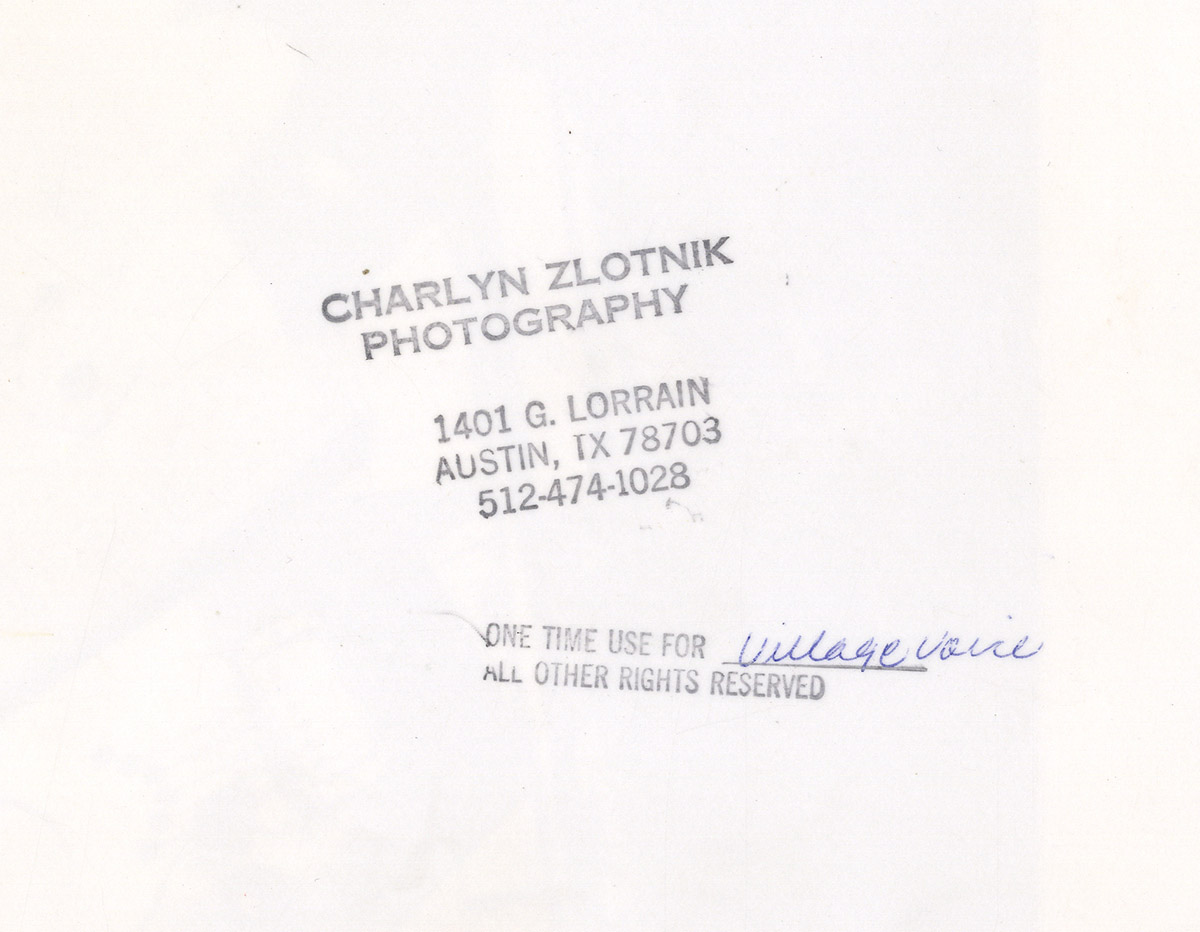 CHARLYN ZLOTNIK
PHOTOGRAPHY
1401 G. LORRAIN
AUSTIN, TX 78703
512-474-1028
ONE TIME USE FOR Village Voice
ALL OTHER RIGHTS RESERVED